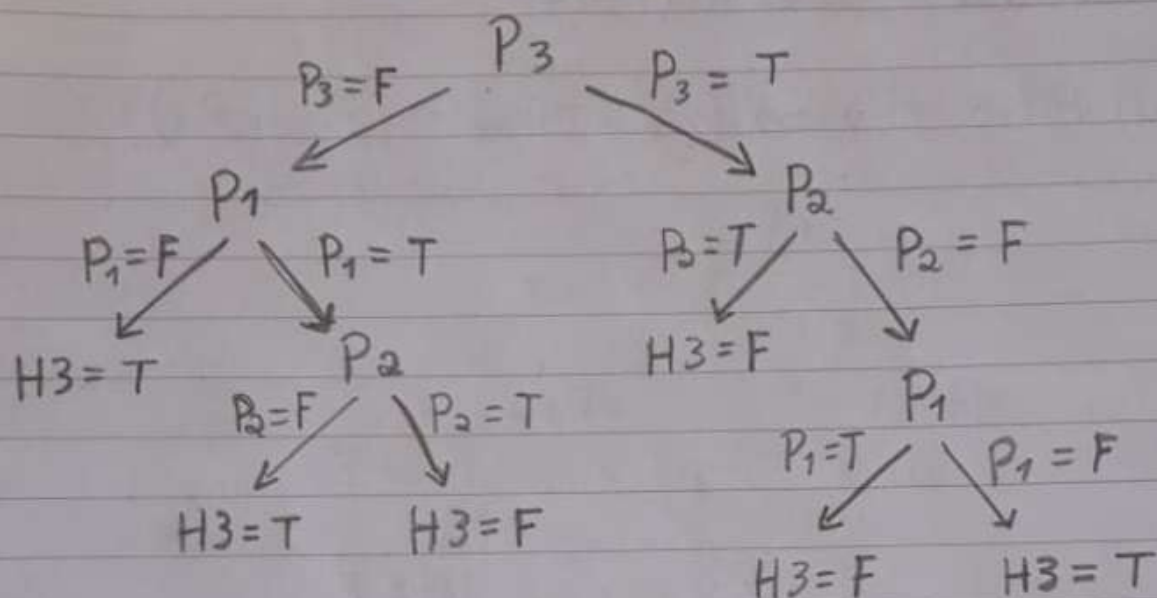 P3
P3=F P3 = T
P1 P2
P1=F P1 = T P2=T P2 = F
H3= T P2 H3=F P1
P2=F P2=T P1=T P1=F
H3=T H3=F H3=F H3=T